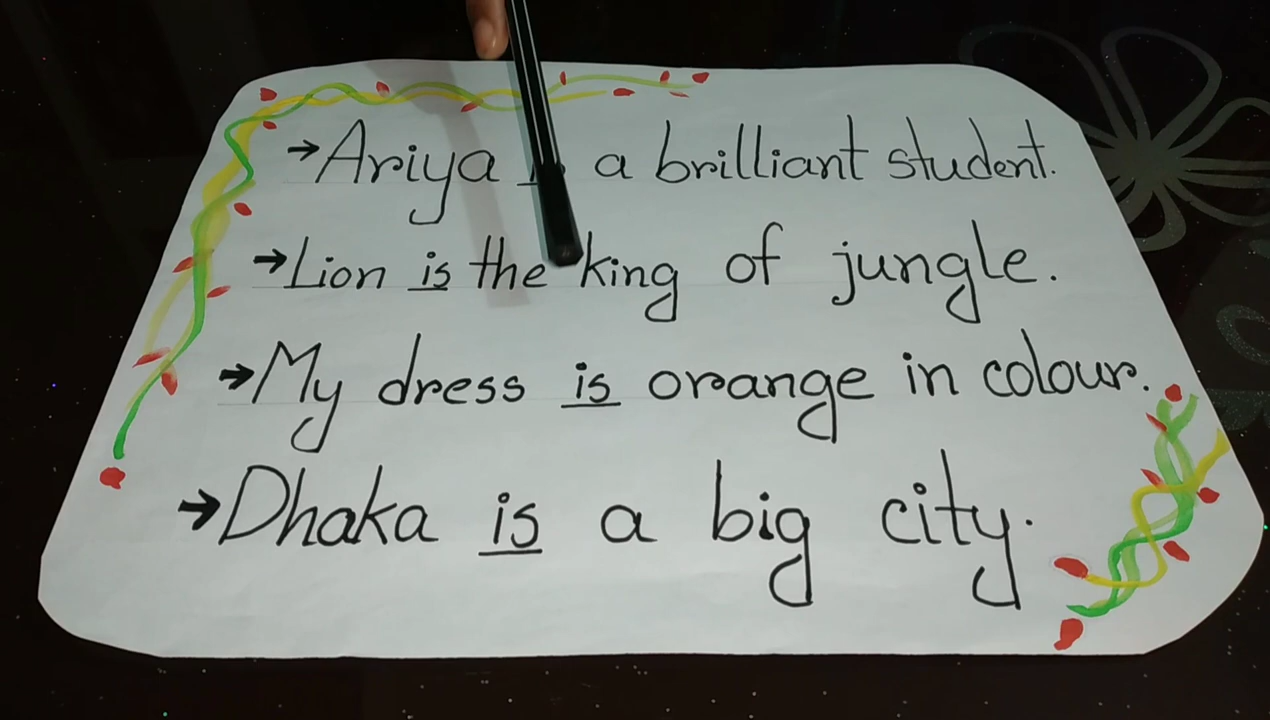 →Ariya a brilliant student.
→Lion is the king of jungle.
→My dress is orange in colour.
→Dhaka is a big city.